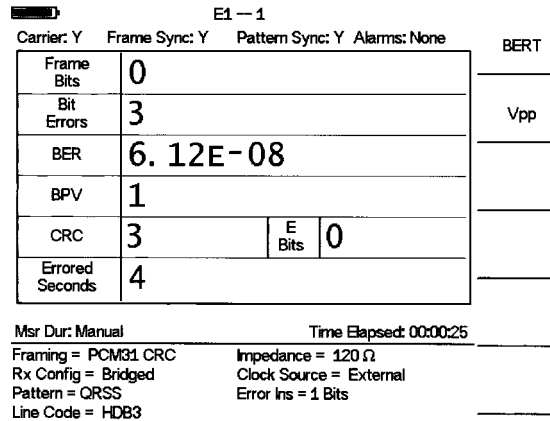 E1 -- 1
Carrier: Y Frame Sync: Y Pattern Sync: Y Alarms: None
BERT
Frame Bits 0
Vpp
Bit Errors 3
BER 6. 12E-08
BPV 1
CRC 3 E Bits 0
Errored Seconds 4
Msr Dur: Manual Time Elapsed: 00:00:25
Framing = PCM31 CRC Impedance = 120 Ω
Rx Config = Bridged Clock Source = External
Pattern = QRSS Error Ins = 1 Bits
Line Code = HDB3